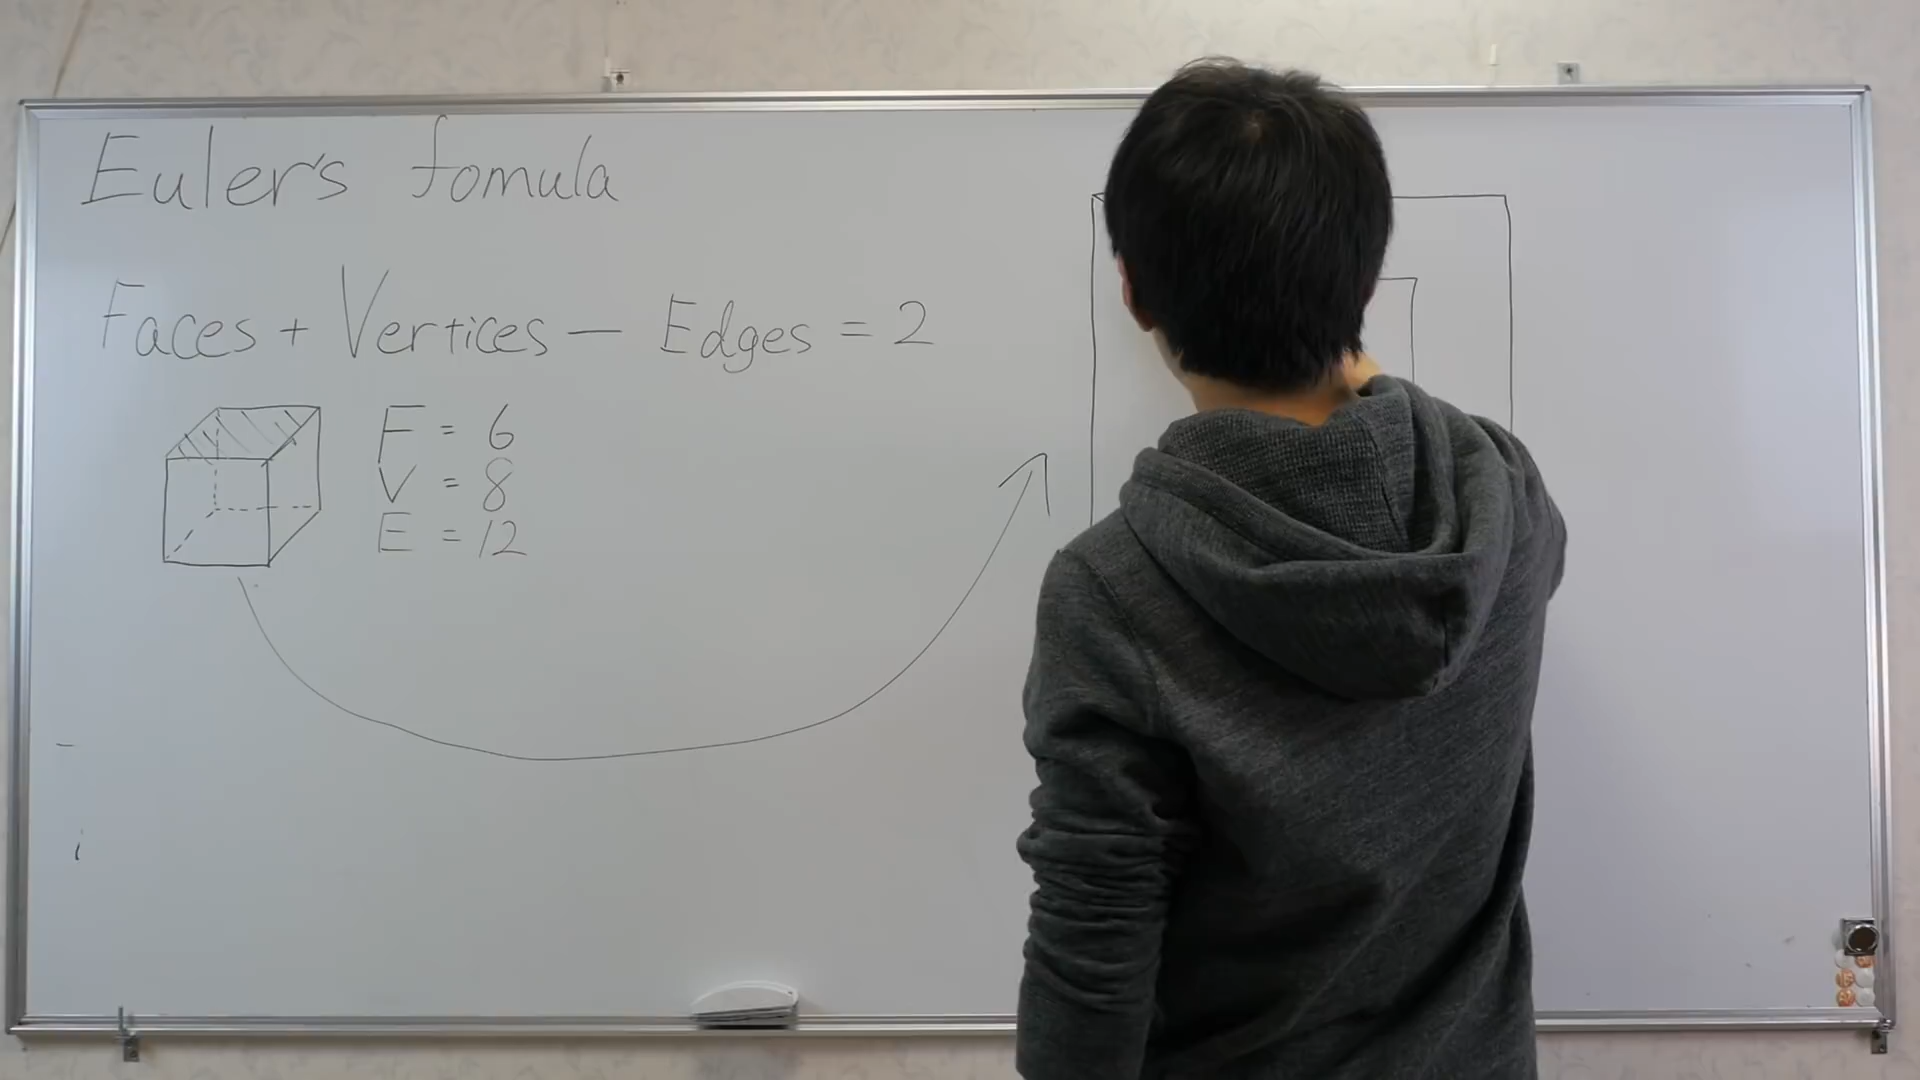 Euler's fomula
Faces + Vertices - Edges = 2
F = 6
V = 8
E = 12